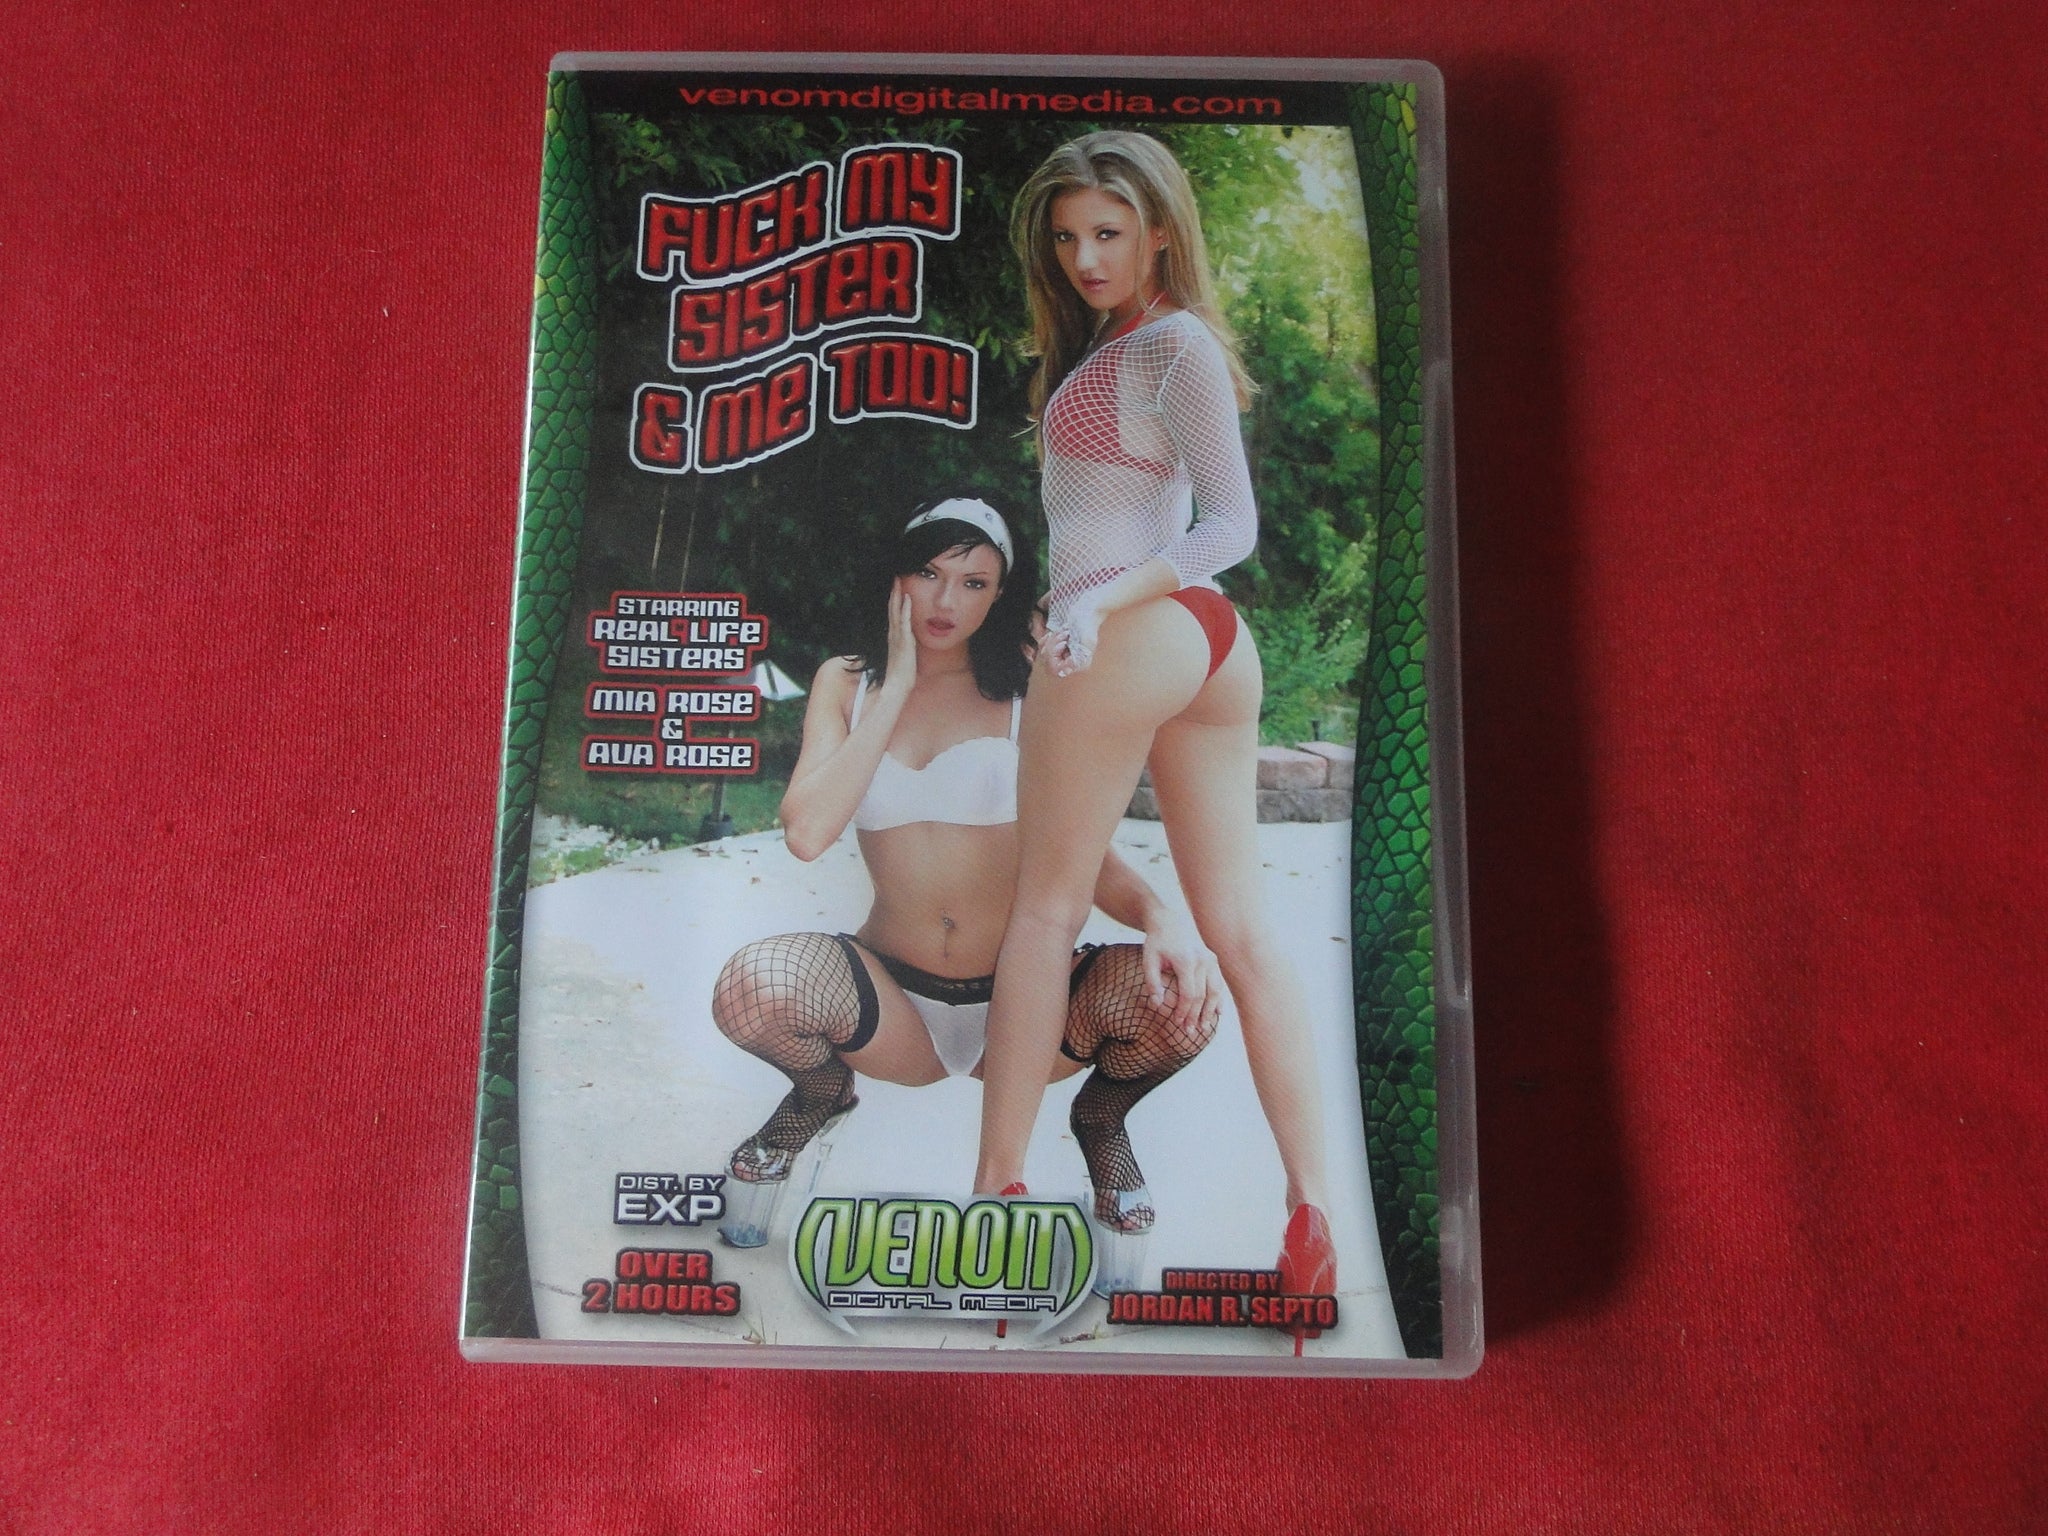 venomdigitalmedia.com
FUCK MY
SISTER
& ME TOO!
STARRING
REAL LIFE
SISTERS
MIA ROSE
&
AVA ROSE
DIST. BY
EXP
OVER
2 HOURS
VENOM
DIGITAL MEDIA
DIRECTED BY
JORDAN R. SEPTO